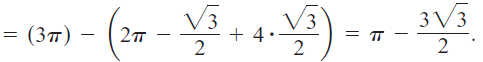 = (3π) − (2π − √3/2 + 4·√3/2) = π − 3√3/2.